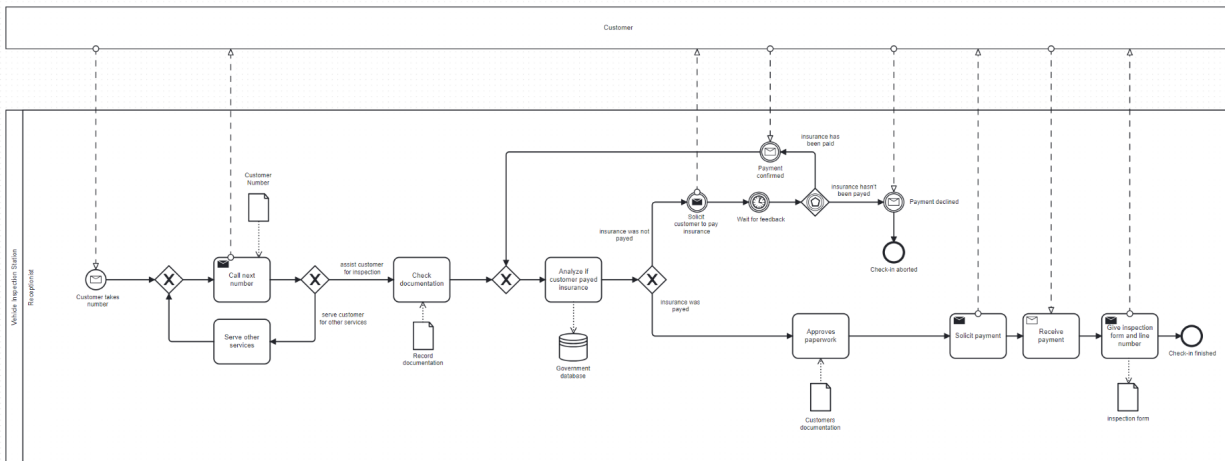 Customer
Vehicle Inspection Station
Receptionist
Customer takes
number
Customer
Number
Call next
number
Serve other
services
assist customer
for inspection
serve customer
for other services
Check
documentation
Record
documentation
Analyze if
customer payed
insurance
Government
database
insurance was not
payed
insurance was
payed
Solicit
customer to pay
insurance
Wait for feedback
insurance has
been paid
Payment
confirmed
insurance hasn't
been payed
Payment declined
Check-in aborted
Approves
paperwork
Customers
documentation
Solicit payment
Receive
payment
Give inspection
form and line
number
inspection form
Check-in finished